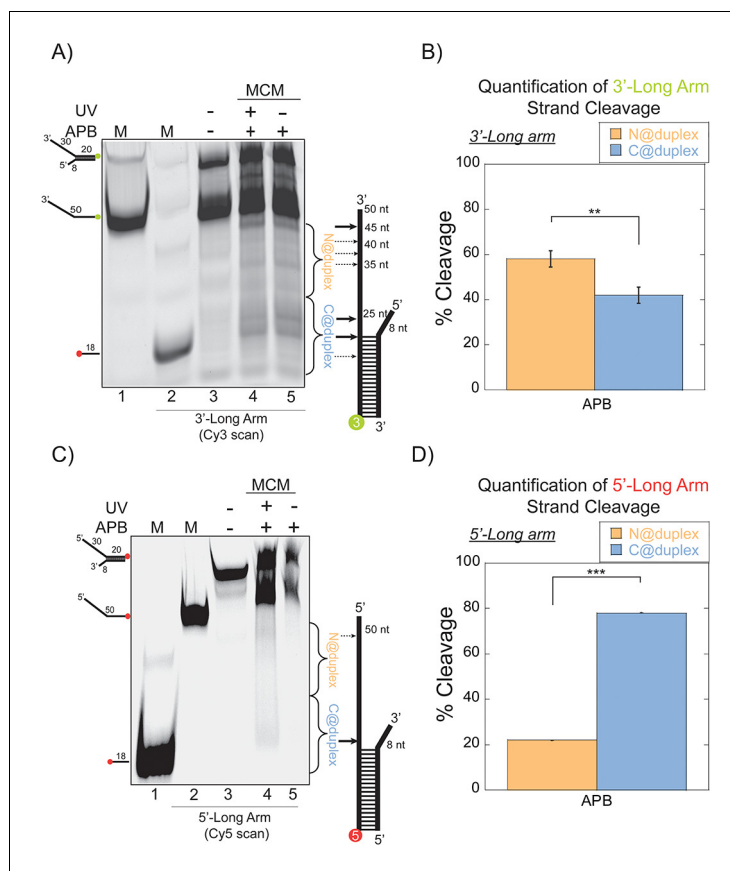 A)
MCM
UV - + -
APB M M - + +
3' 30 20
5' 8
3' 50
18
N@duplex
C@duplex
3'
50 nt
45 nt
40 nt
35 nt
25 nt
5'
8 nt
3
3'
1 2 3 4 5
3'-Long Arm
(Cy3 scan)
B)
Quantification of 3'-Long Arm
Strand Cleavage
3'-Long arm
N@duplex
C@duplex
% Cleavage
100
80
60
40
20
0
**
APB
C)
MCM
UV - + -
APB M M - + +
5' 30 20
3' 8
5' 50
18
N@duplex
C@duplex
5'
50 nt
3'
8 nt
5
5'
1 2 3 4 5
5'-Long Arm
(Cy5 scan)
D)
Quantification of 5'-Long Arm
Strand Cleavage
5'-Long arm
N@duplex
C@duplex
% Cleavage
100
80
60
40
20
0
***
APB